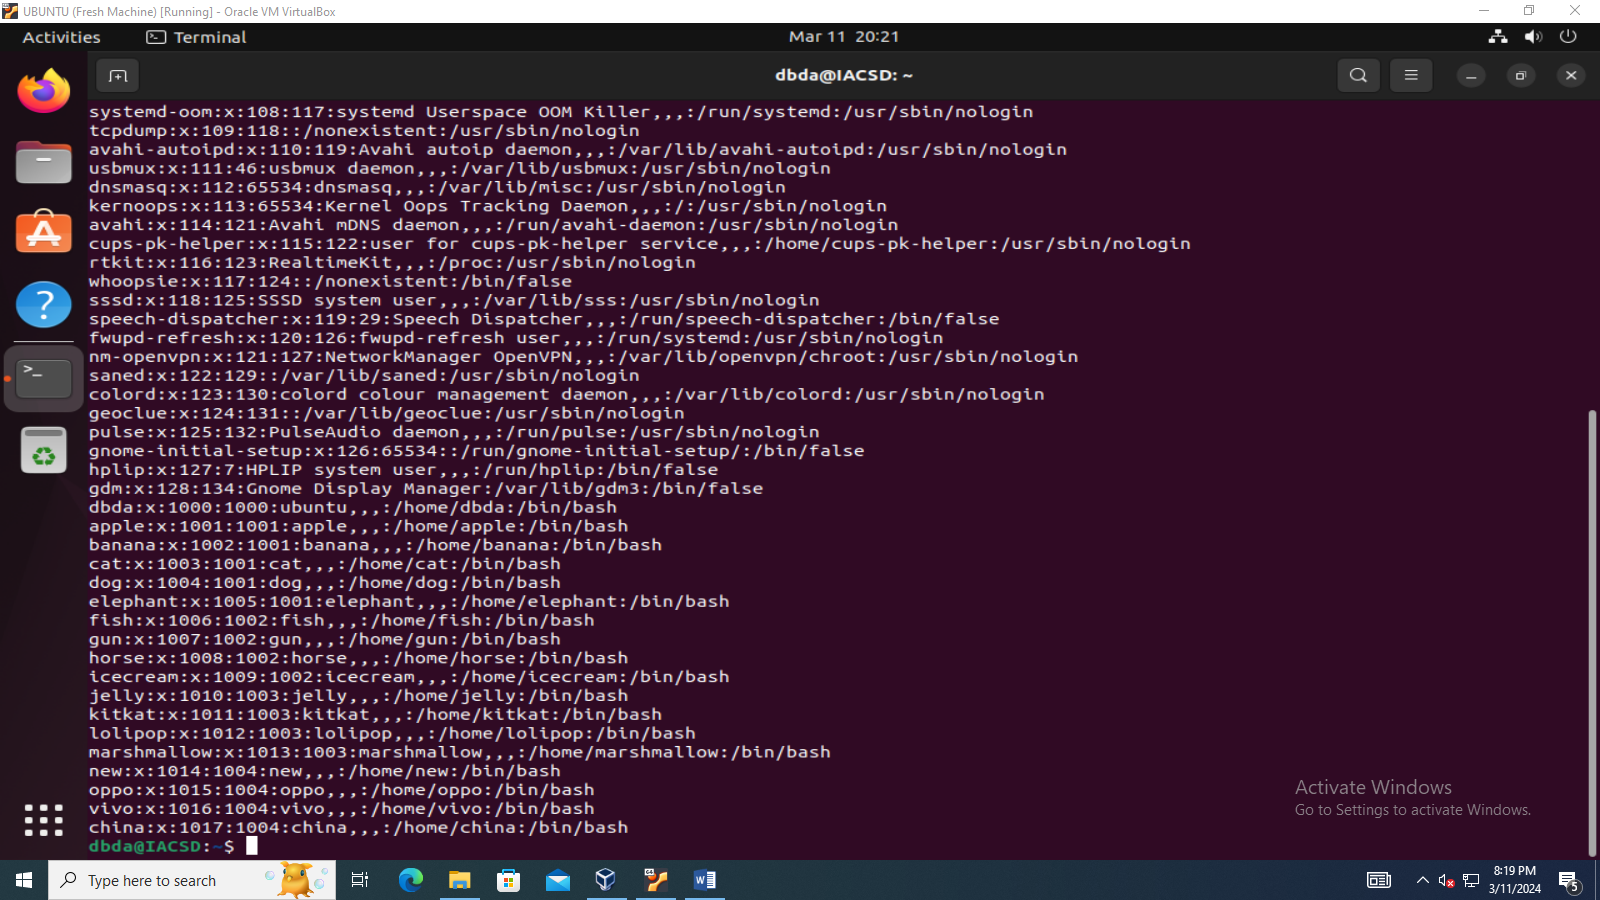 UBUNTU (Fresh Machine) [Running] - Oracle VM VirtualBox
Activities
Terminal
Mar 11 20:21
dbda@IACSD: ~
systemd-oom:x:108:117:systemd Userspace OOM Killer,,,:/run/systemd:/usr/sbin/nologin
tcpdump:x:109:118::/nonexistent:/usr/sbin/nologin
avahi-autoipd:x:110:119:Avahi autoip daemon,,,:/var/lib/avahi-autoipd:/usr/sbin/nologin
usbmux:x:111:46:usbmux daemon,,,:/var/lib/usbmux:/usr/sbin/nologin
dnsmasq:x:112:65534:dnsmasq,,,:/var/lib/misc:/usr/sbin/nologin
kernoops:x:113:65534:Kernel Oops Tracking Daemon,,,:/:/usr/sbin/nologin
avahi:x:114:121:Avahi mDNS daemon,,,:/run/avahi-daemon:/usr/sbin/nologin
cups-pk-helper:x:115:122:user for cups-pk-helper service,,,:/home/cups-pk-helper:/usr/sbin/nologin
rtkit:x:116:123:RealtimeKit,,,:/proc:/usr/sbin/nologin
whoopsie:x:117:124::/nonexistent:/bin/false
sssd:x:118:125:SSSD system user,,,:/var/lib/sss:/usr/sbin/nologin
speech-dispatcher:x:119:29:Speech Dispatcher,,,:/run/speech-dispatcher:/bin/false
fwupd-refresh:x:120:126:fwupd-refresh user,,,:/run/systemd:/usr/sbin/nologin
nm-openvpn:x:121:127:NetworkManager OpenVPN,,,:/var/lib/openvpn/chroot:/usr/sbin/nologin
saned:x:122:129::/var/lib/saned:/usr/sbin/nologin
colord:x:123:130:colord colour management daemon,,,:/var/lib/colord:/usr/sbin/nologin
geoclue:x:124:131::/var/lib/geoclue:/usr/sbin/nologin
pulse:x:125:132:PulseAudio daemon,,,:/run/pulse:/usr/sbin/nologin
gnome-initial-setup:x:126:65534::/run/gnome-initial-setup/:/bin/false
hplip:x:127:7:HPLIP system user,,,:/run/hplip:/bin/false
gdm:x:128:134:Gnome Display Manager:/var/lib/gdm3:/bin/false
dbda:x:1000:1000:ubuntu,,,:/home/dbda:/bin/bash
apple:x:1001:1001:apple,,,:/home/apple:/bin/bash
banana:x:1002:1001:banana,,,:/home/banana:/bin/bash
cat:x:1003:1001:cat,,,:/home/cat:/bin/bash
dog:x:1004:1001:dog,,,:/home/dog:/bin/bash
elephant:x:1005:1001:elephant,,,:/home/elephant:/bin/bash
fish:x:1006:1002:fish,,,:/home/fish:/bin/bash
gun:x:1007:1002:gun,,,:/home/gun:/bin/bash
horse:x:1008:1002:horse,,,:/home/horse:/bin/bash
icecream:x:1009:1002:icecream,,,:/home/icecream:/bin/bash
jelly:x:1010:1003:jelly,,,:/home/jelly:/bin/bash
kitkat:x:1011:1003:kitkat,,,:/home/kitkat:/bin/bash
lolipop:x:1012:1003:lolipop,,,:/home/lolipop:/bin/bash
marshmallow:x:1013:1003:marshmallow,,,:/home/marshmallow:/bin/bash
new:x:1014:1004:new,,,:/home/new:/bin/bash
oppo:x:1015:1004:oppo,,,:/home/oppo:/bin/bash
vivo:x:1016:1004:vivo,,,:/home/vivo:/bin/bash
china:x:1017:1004:china,,,:/home/china:/bin/bash
dbda@IACSD:~$
Activate Windows
Go to Settings to activate Windows.
Type here to search
8:19 PM
3/11/2024
5